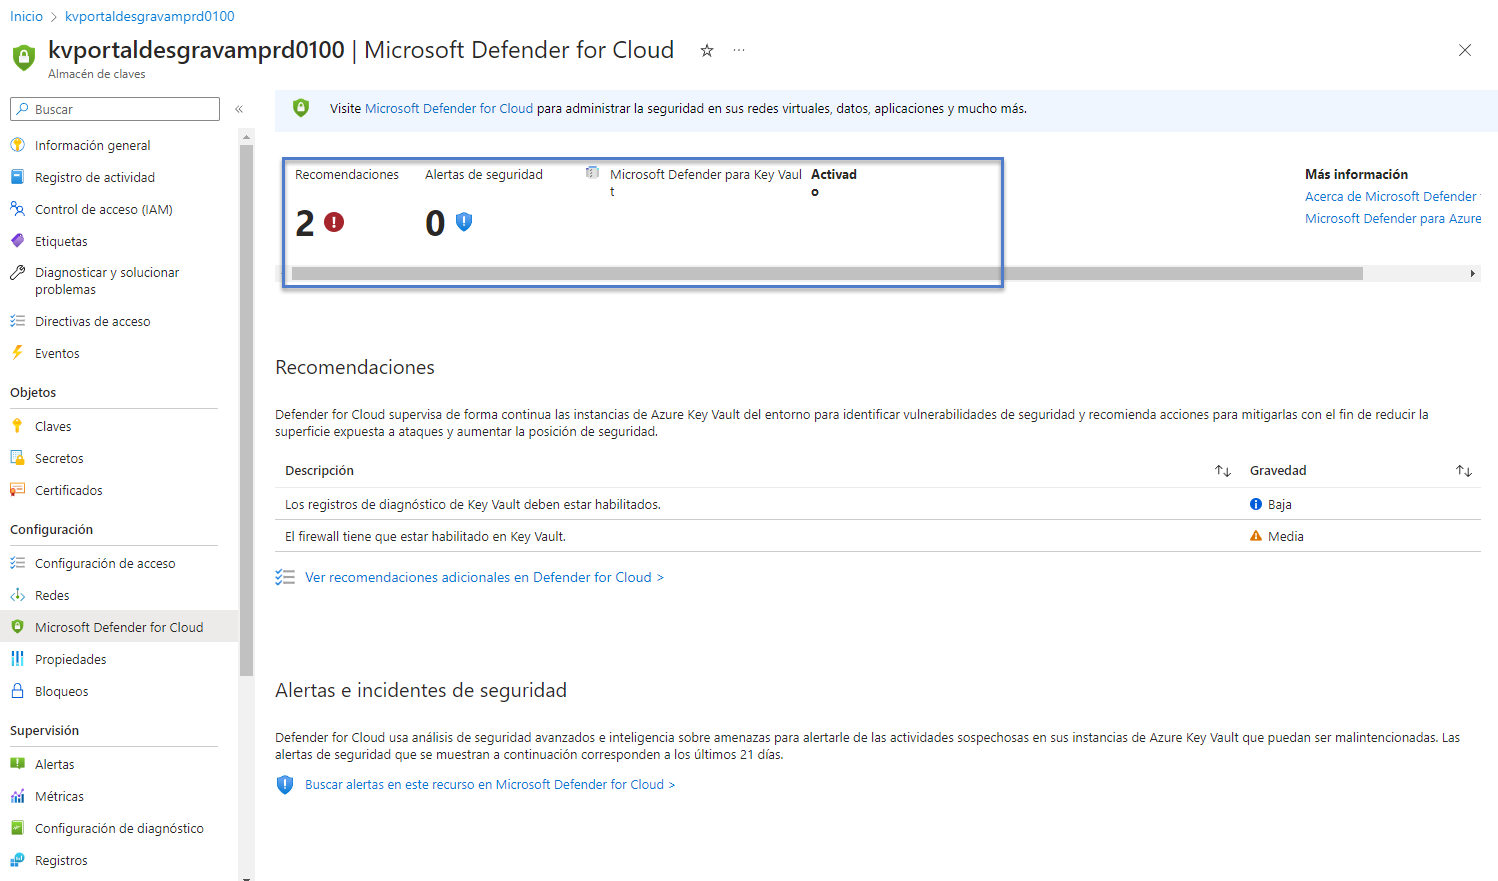 Inicio > kvportaldesgravamprd0100
kvportaldesgravamprd0100 | Microsoft Defender for Cloud ☆ ···
Almacén de claves
Buscar
«
Información general
Registro de actividad
Control de acceso (IAM)
Etiquetas
Diagnosticar y solucionar
problemas
Directivas de acceso
Eventos
Objetos
Claves
Secretos
Certificados
Configuración
Configuración de acceso
Redes
Microsoft Defender for Cloud
Propiedades
Bloqueos
Supervisión
Alertas
Métricas
Configuración de diagnóstico
Registros
Visite Microsoft Defender for Cloud para administrar la seguridad en sus redes virtuales, datos, aplicaciones y mucho más.
Recomendaciones
2
Alertas de seguridad
0
Microsoft Defender para Key Vaul
t
Activad
o
Más información
Acerca de Microsoft Defender
Microsoft Defender para Azure
Recomendaciones
Defender for Cloud supervisa de forma continua las instancias de Azure Key Vault del entorno para identificar vulnerabilidades de seguridad y recomienda acciones para mitigarlas con el fin de reducir la
superficie expuesta a ataques y aumentar la posición de seguridad.
Descripción ↑↓ Gravedad ↑↓
Los registros de diagnóstico de Key Vault deben estar habilitados. Baja
El firewall tiene que estar habilitado en Key Vault. Media
Ver recomendaciones adicionales en Defender for Cloud >
Alertas e incidentes de seguridad
Defender for Cloud usa análisis de seguridad avanzados e inteligencia sobre amenazas para alertarle de las actividades sospechosas en sus instancias de Azure Key Vault que puedan ser malintencionadas. Las
alertas de seguridad que se muestran a continuación corresponden a los últimos 21 días.
Buscar alertas en este recurso en Microsoft Defender for Cloud >